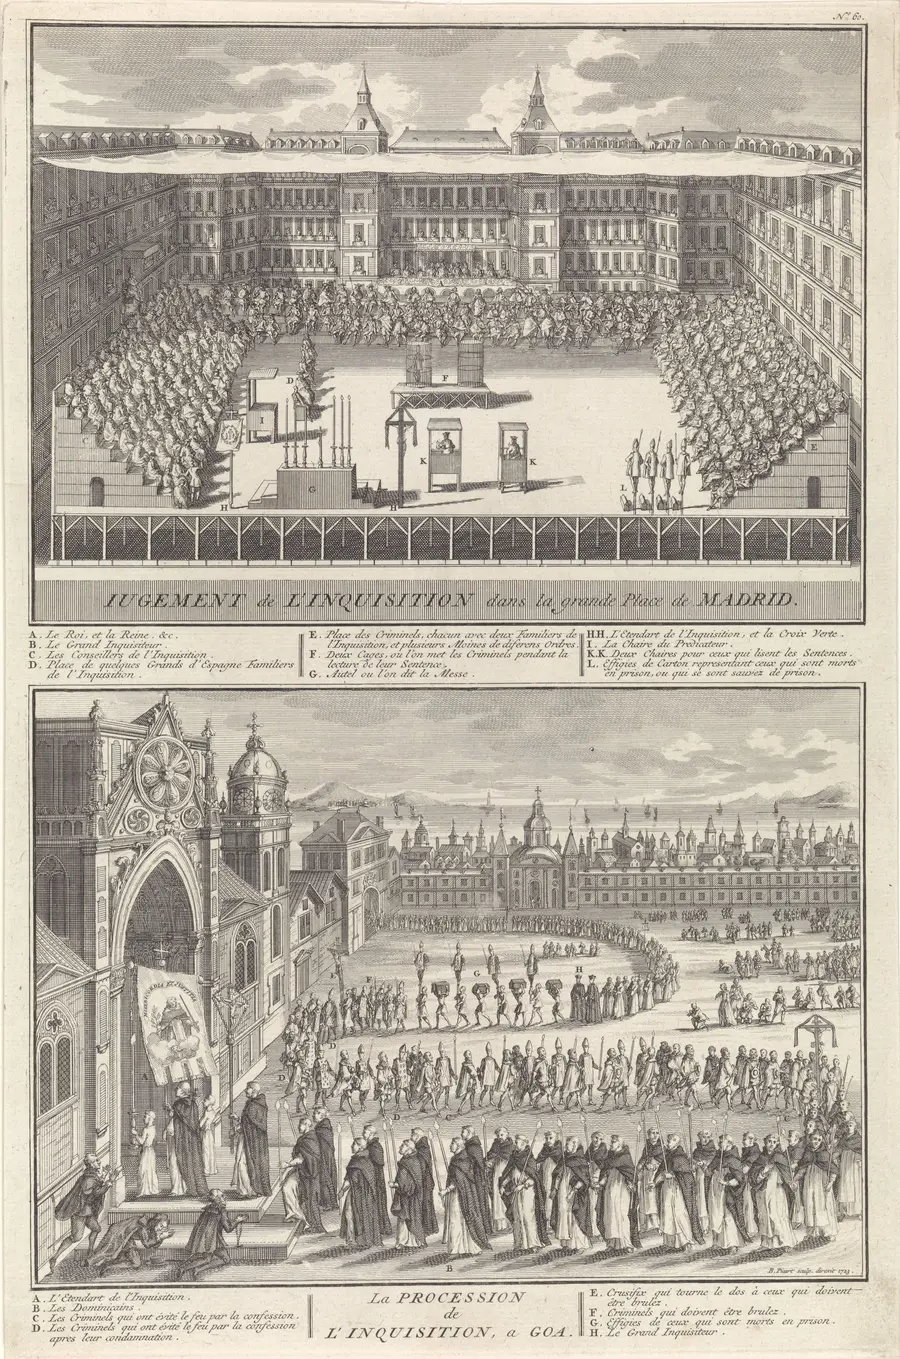 N.º 60.
IUGEMENT de L'INQUISITION dans la grande Place de MADRID.
A. Le Roi, et la Reine. &c.
B. Le Grand Inquisiteur.
C. Les Conseillers de l'Inquisition.
D. Place de quelques Grands d'Espagne Familiers
de l'Inquisition.
E. Place des Criminels, chacun avec deux Familiers de
l'Inquisition, et plusieurs Moines de diferens Ordres.
F. Deux Cages, où l'on met les Criminels pendant la
lecture de leur Sentence.
G. Autel ou l'on dit la Messe.
HH. L'Etendart de l'Inquisition, et la Croix Verte.
I. La Chaire du Prédicateur.
K.K. Deux Chaires pour ceux qui lisent les Sentences.
L. Effigies de Carton representant ceux qui sont morts
en prison, ou qui se sont sauvez de prison.
MISERICORDIA ET JUSTITIA
B. Picart sculp. direxit 1723.
A. L'Etendart de l'Inquisition.
B. Les Dominicains.
C. Les Criminels qui ont évité le feu par la confession.
D. Les Criminels qui ont évité le feu par la confession
apres leur condamnation.
La PROCESSION
de
L'INQUISITION, a GOA.
E. Crusifix qui tourne le dos à ceux qui doivent
être brulez.
F. Criminels qui doivent être brulez.
G. Effigies de ceux qui sont morts en prison.
H. Le Grand Inquisiteur.